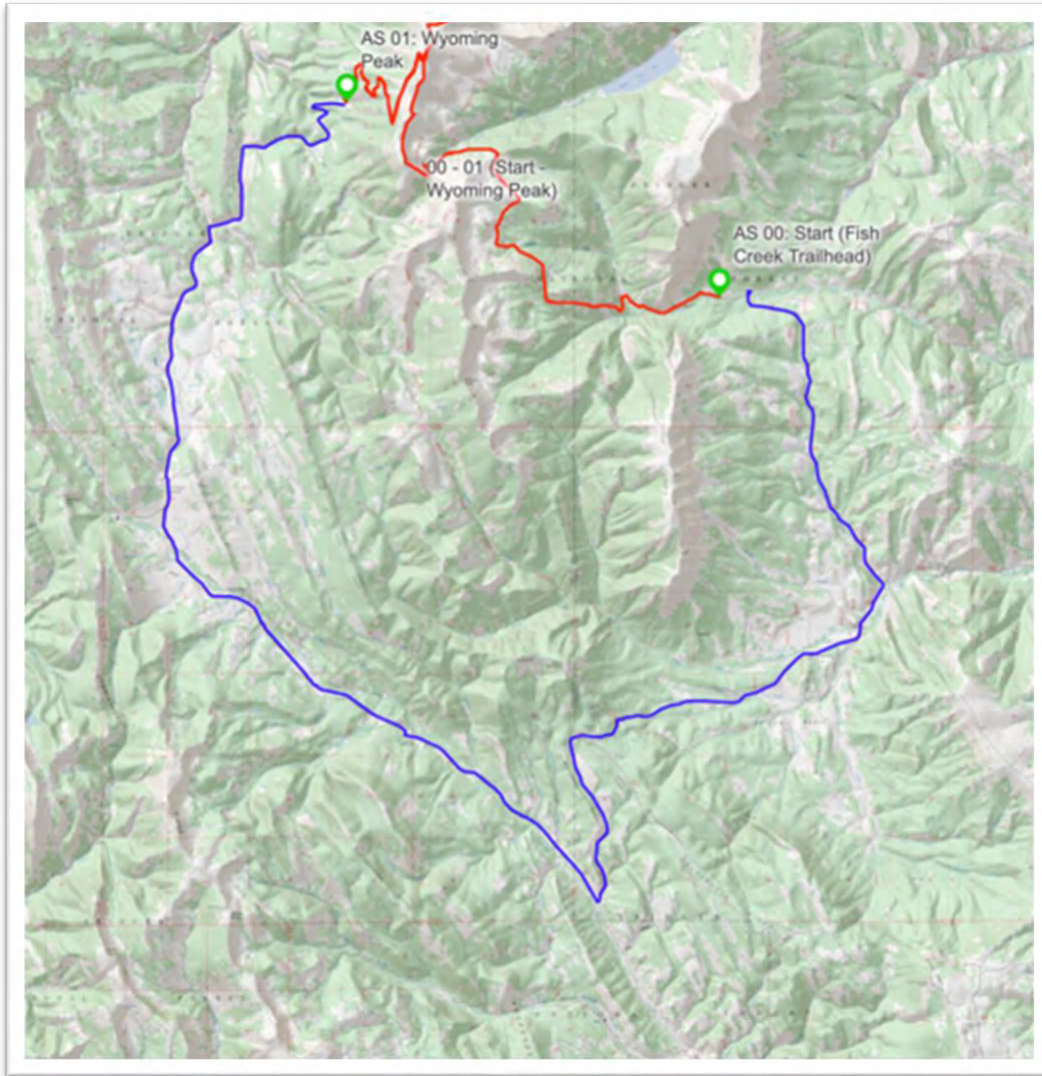 AS 01: Wyoming
Peak
00 - 01 (Start -
Wyoming Peak)
AS 00: Start (Fish
Creek Trailhead)